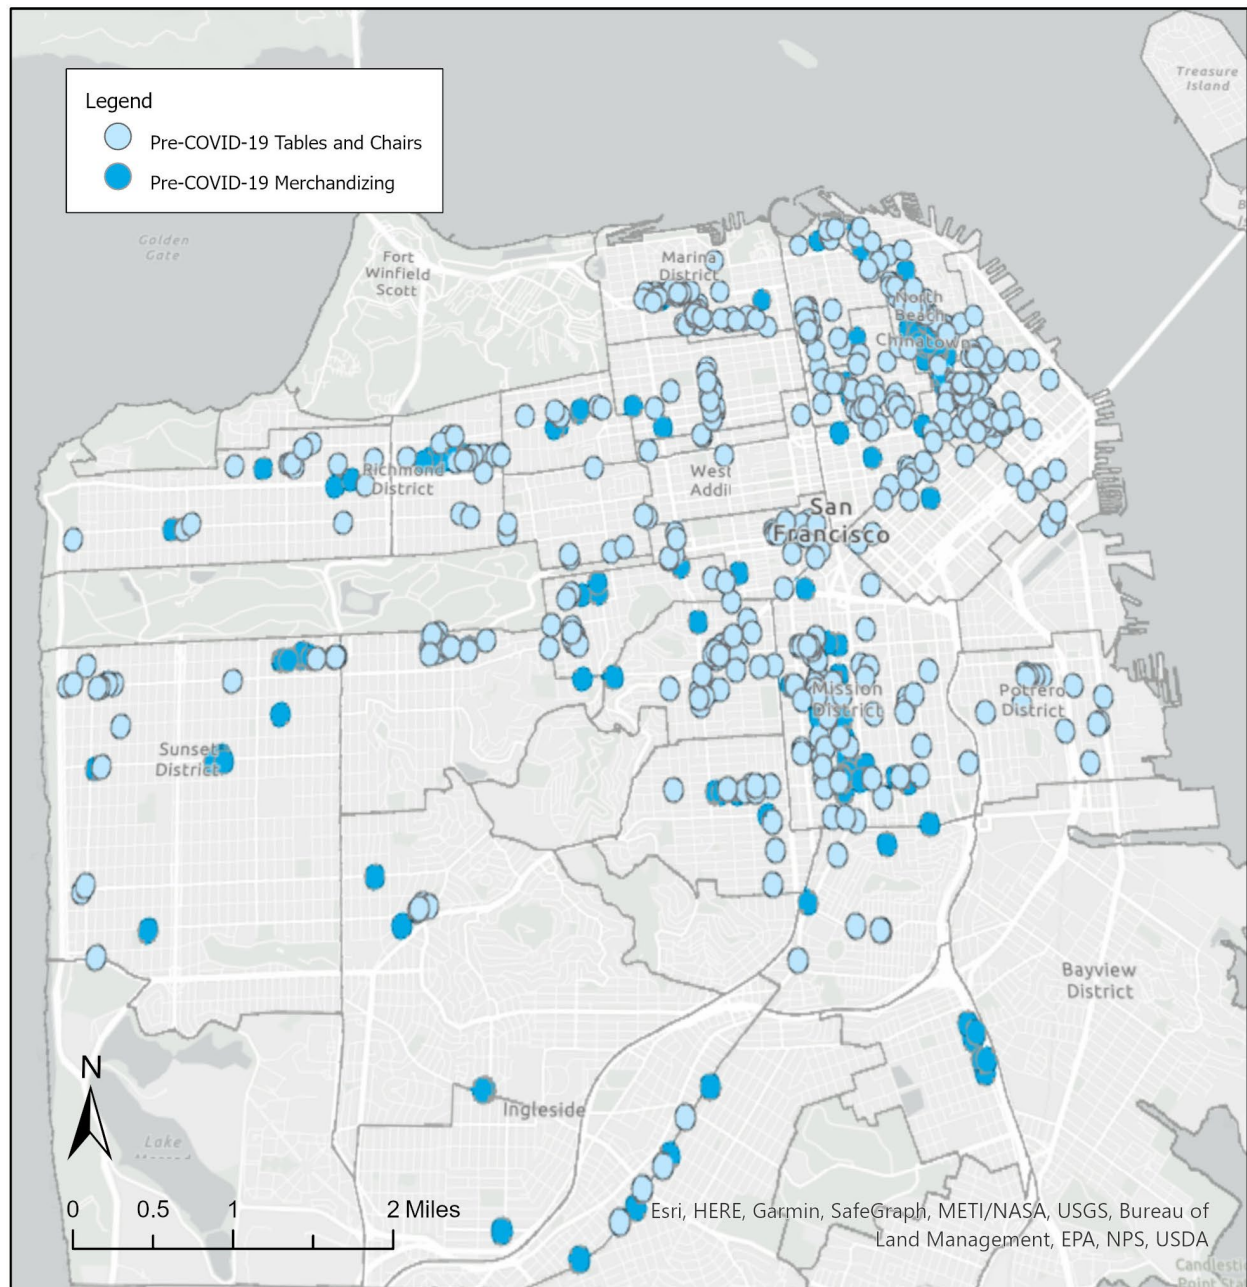 Treasure
Island
Legend
Pre-COVID-19 Tables and Chairs
Pre-COVID-19 Merchandizing
Golden
Gate
Fort
Winfield
Scott
Marina
District
North
Beach
Chinatown
Richmond
District
West
San
Francisco
Mission
District
Potrero
District
Sunset
District
Bayview
District
N
Ingleside
Lake
0 0.5 1 2 Miles
Esri, HERE, Garmin, SafeGraph, METI/NASA, USGS, Bureau of
Land Management, EPA, NPS, USDA